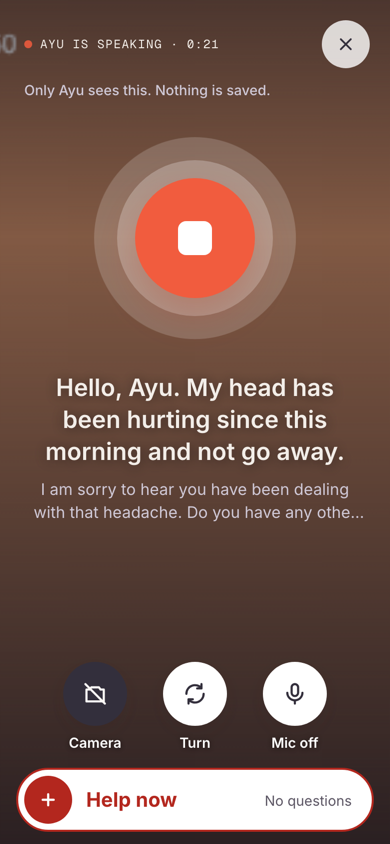 AYU IS SPEAKING · 0:21
Only Ayu sees this. Nothing is saved.
Hello, Ayu. My head has
been hurting since this
morning and not go away.
I am sorry to hear you have been dealing
with that headache. Do you have any othe...
Camera
Turn
Mic off
Help now
No questions